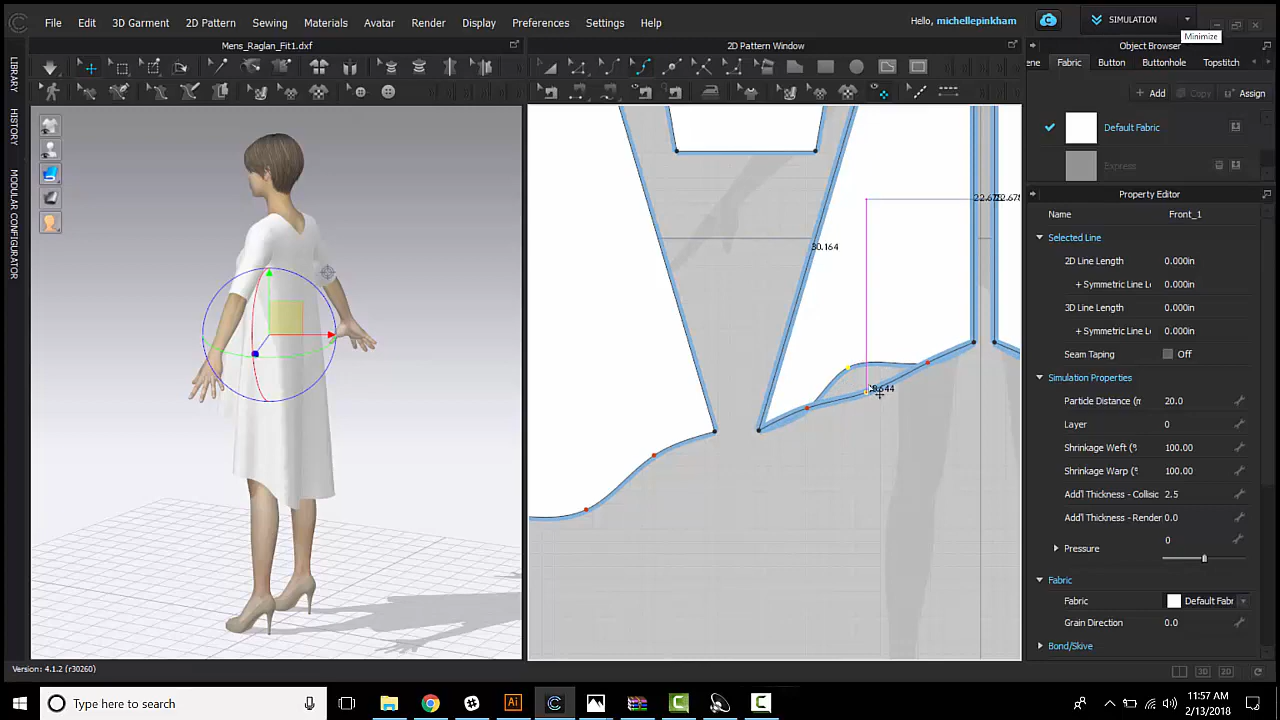 File Edit 3D Garment 2D Pattern Sewing Materials Avatar Render Display Preferences Settings Help
Hello, michellepinkham
SIMULATION
Minimize
Mens_Raglan_Fit1.dxf
2D Pattern Window
Object Browser
ene Fabric Button Buttonhole Topstitch
LIBRARY
HISTORY
MODULAR CONFIGURATOR
+ Add Copy Assign
Default Fabric
Express
Property Editor
Name Front_1
Selected Line
2D Line Length 0.000in
+ Symmetric Line L 0.000in
3D Line Length 0.000in
+ Symmetric Line L 0.000in
Seam Taping Off
Simulation Properties
Particle Distance (m 20.0
Layer 0
Shrinkage Weft (% 100.00
Shrinkage Warp (% 100.00
Add'l Thickness - Collisic 2.5
Add'l Thickness - Render 0.0
Pressure 0
Fabric
Fabric Default Fabr
Grain Direction 0.0
Bond/Skive
30.164
Version: 4.1.2 (r30260)
3D 2D
Type here to search
11:57 AM
2/13/2018